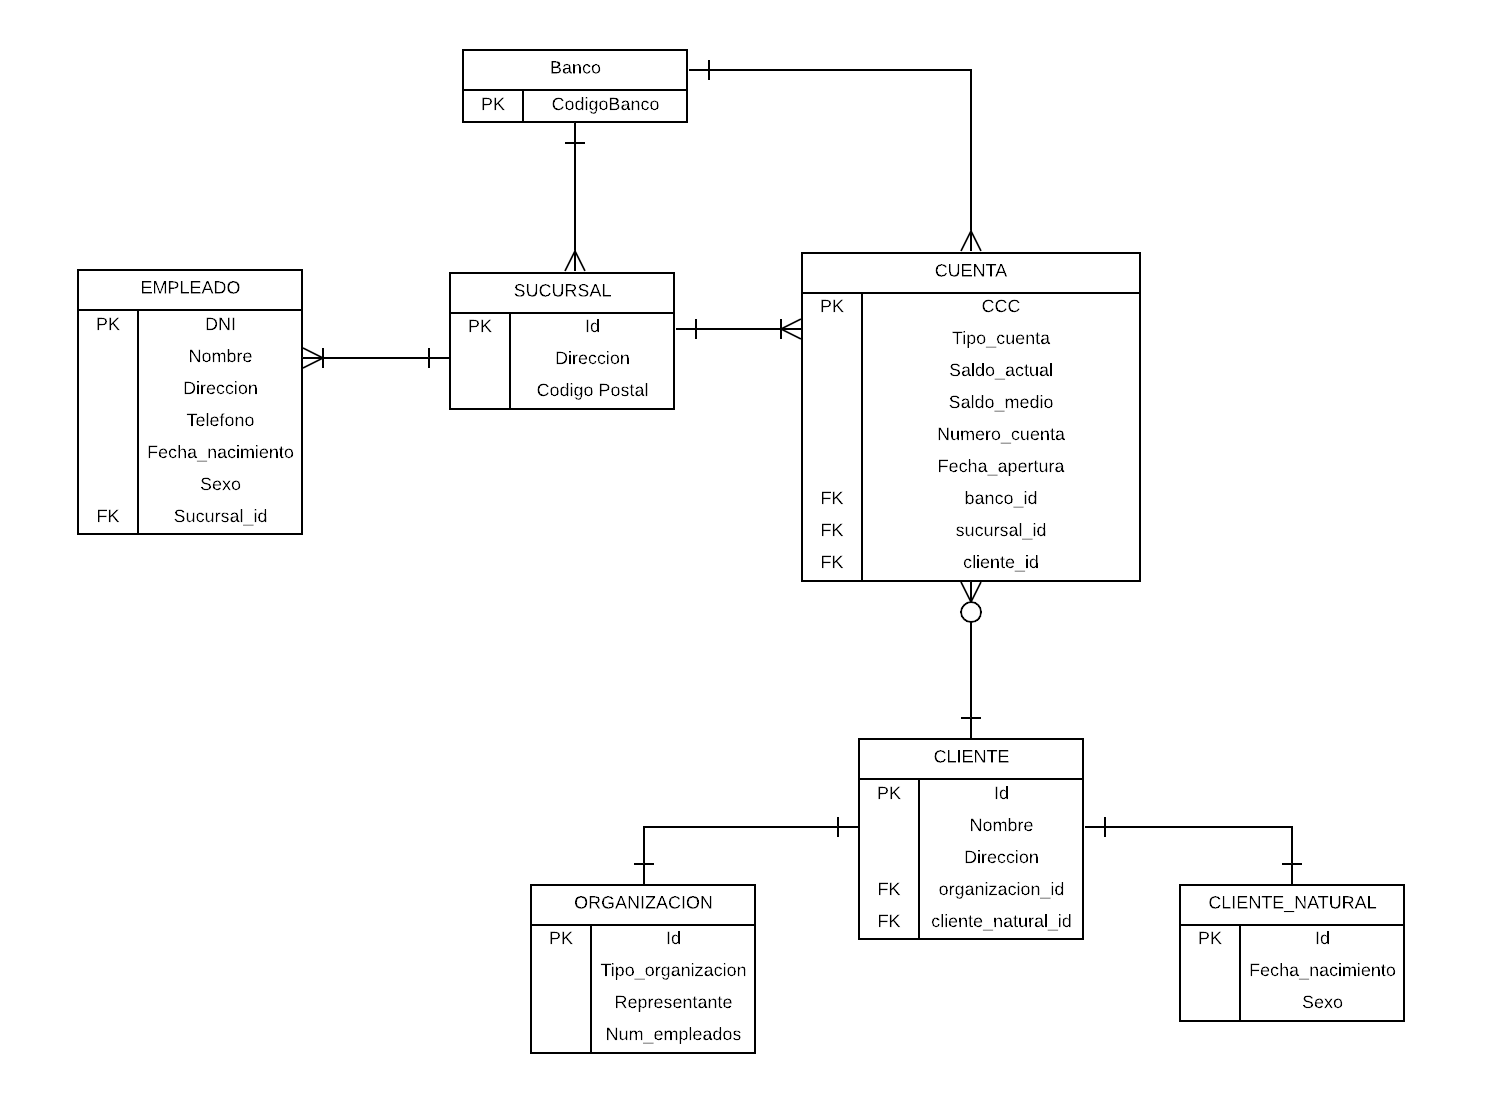 Banco
PK CodigoBanco
EMPLEADO
PK DNI
Nombre
Direccion
Telefono
Fecha_nacimiento
Sexo
FK Sucursal_id
SUCURSAL
PK Id
Direccion
Codigo Postal
CUENTA
PK CCC
Tipo_cuenta
Saldo_actual
Saldo_medio
Numero_cuenta
Fecha_apertura
FK banco_id
FK sucursal_id
FK cliente_id
CLIENTE
PK Id
Nombre
Direccion
FK organizacion_id
FK cliente_natural_id
ORGANIZACION
PK Id
Tipo_organizacion
Representante
Num_empleados
CLIENTE_NATURAL
PK Id
Fecha_nacimiento
Sexo